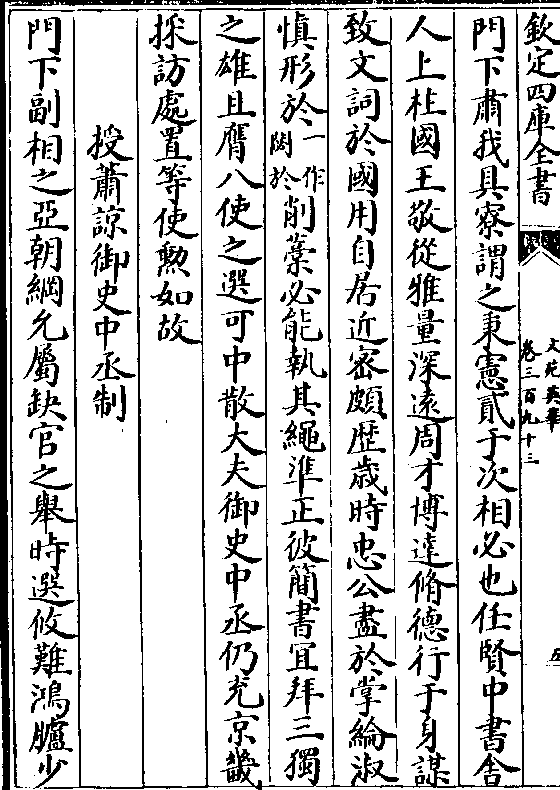 欽定四庫全書
文苑英華
卷三百九十三
門下肅我具寮謂之秉憲貳于次相必也任賢中書舍
人上柱國王敬從雅量深遠周才博達脩德行于身謀
致文詞於國用自居近密頗歴歳時忠公盡於掌綸淑
慎形於一作閟於削藁必能執其繩準正彼簡書宜拜三獨
之雄且膺八使之選可中散大夫御史中丞仍充京畿
採訪處置等使勲如故
授蕭諒御史中丞制
門下副相之亞朝綱允屬缺官之舉時選攸難鴻臚少